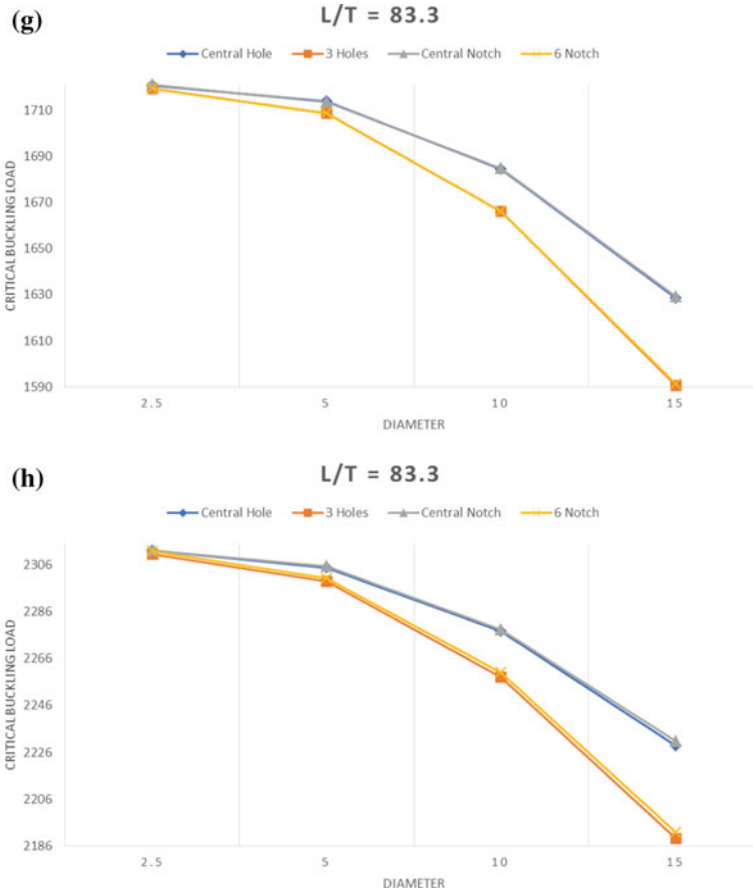 (g)
L/T = 83.3
Central Hole 3 Holes Central Notch 6 Notch
CRITICAL BUCKLING LOAD
1710
1690
1670
1650
1630
1610
1590
2.5 5 10 15
DIAMETER
(h)
L/T = 83.3
Central Hole 3 Holes Central Notch 6 Notch
CRITICAL BUCKLING LOAD
2306
2286
2266
2246
2226
2206
2186
2.5 5 10 15
DIAMETER